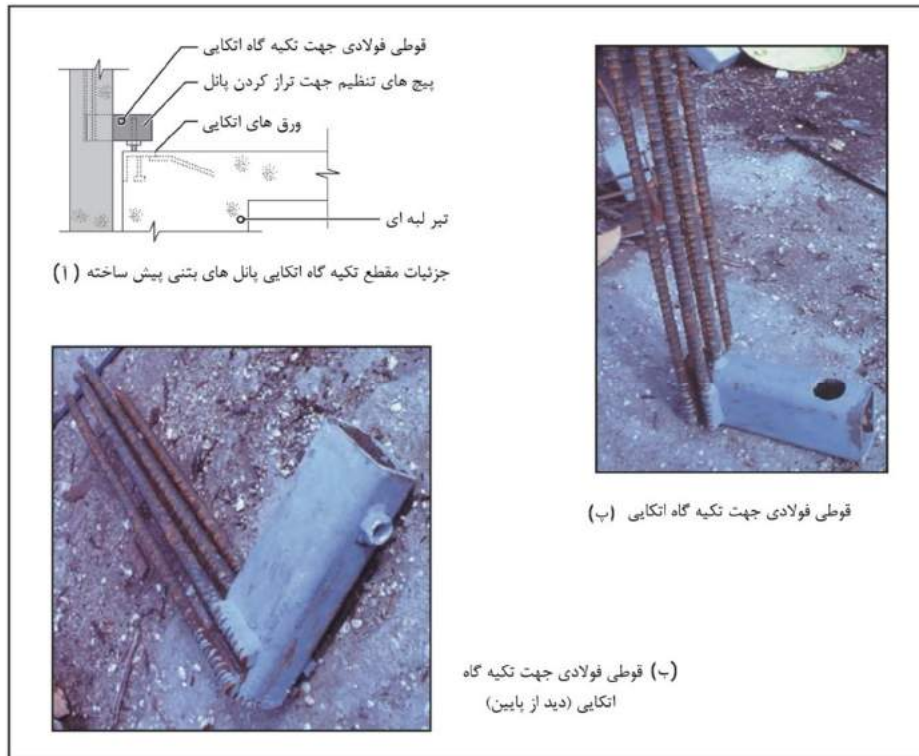 قوطی فولادی جهت تکیه گاه اتکایی
پیچ های تنظیم جهت تراز کردن پانل
ورق های اتکایی
تیر لبه ای
جزئیات مقطع تکیه گاه اتکایی پانل های بتنی پیش ساخته (۱)
قوطی فولادی جهت تکیه گاه اتکایی (پ)
(ب) قوطی فولادی جهت تکیه گاه
اتکایی (دید از پایین)